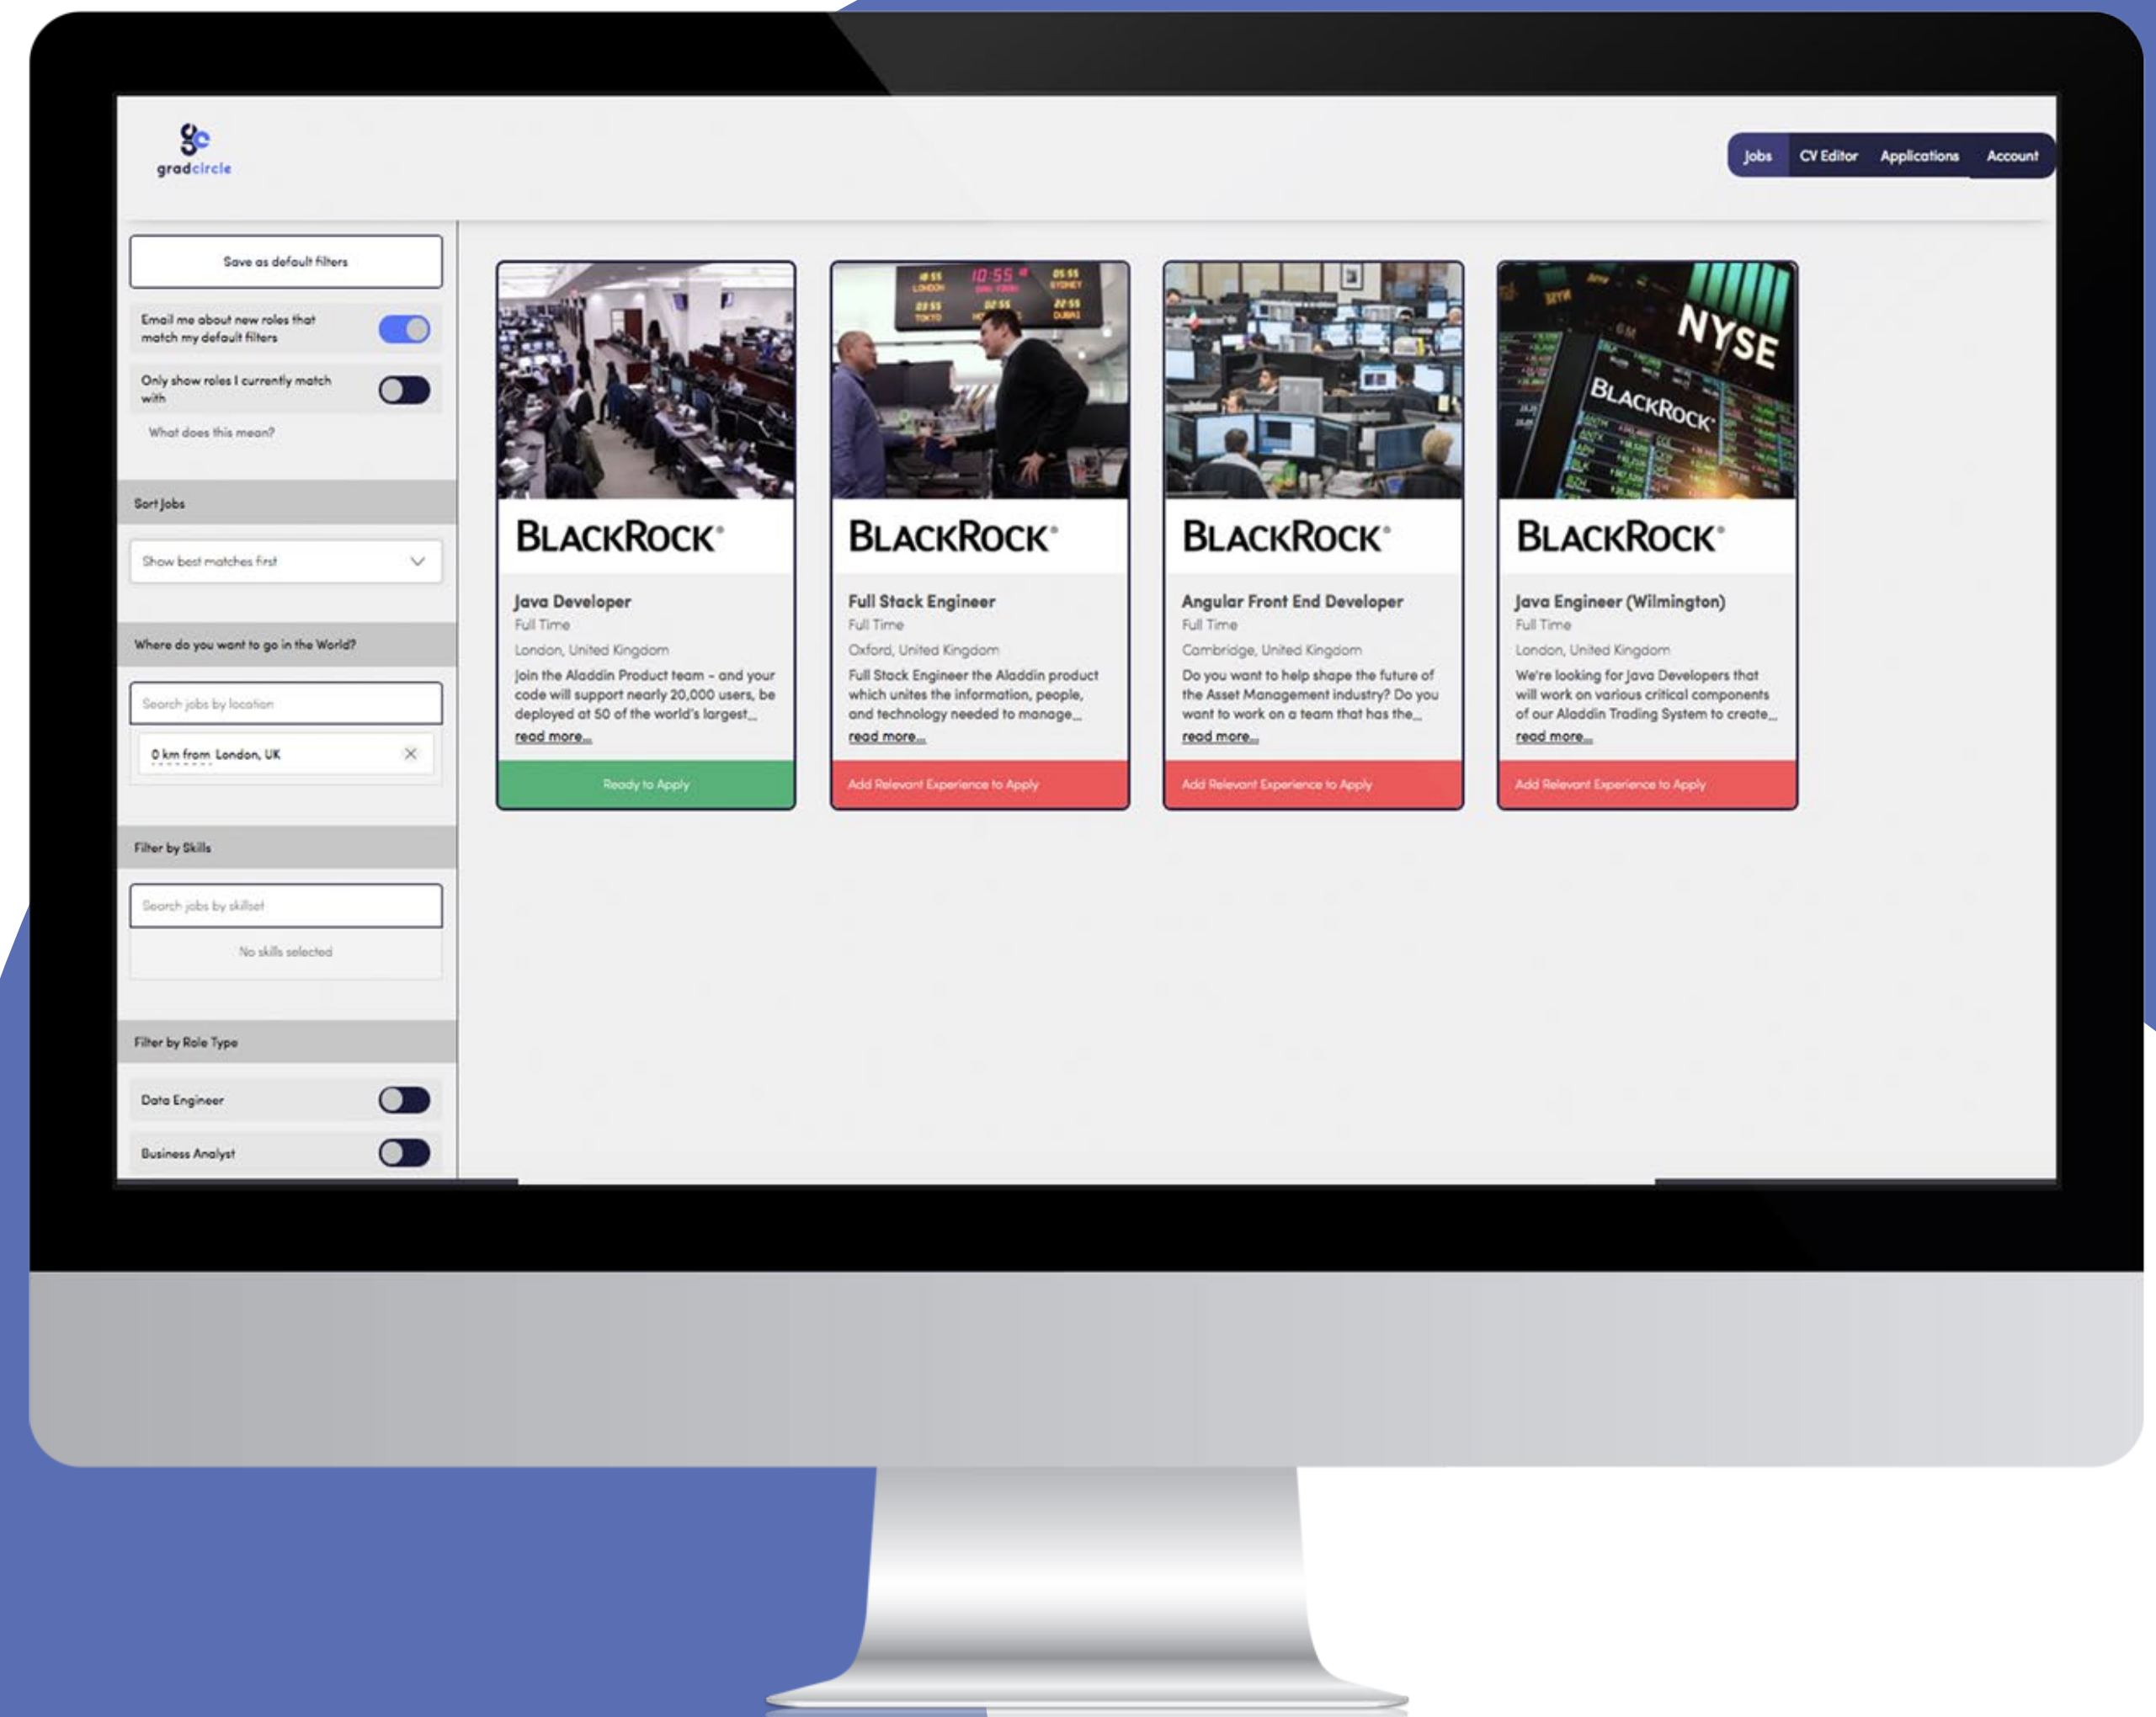 gradcircle
Jobs
CV Editor
Applications
Account
Save as default filters
Email me about new roles that
match my default filters
Only show roles I currently match
with
What does this mean?
Sort Jobs
Show best matches first
Where do you want to go in the World?
Search jobs by location
0 km from London, UK
Filter by Skills
Search jobs by skillset
No skills selected
Filter by Role Type
Data Engineer
Business Analyst
BLACKROCK®
Java Developer
Full Time
London, United Kingdom
Join the Aladdin Product team - and your
code will support nearly 20,000 users, be
deployed at 50 of the world's largest...
read more...
Ready to Apply
10:55
05:55
LONDON
SYDNEY
TOKYO
DUBAI
BLACKROCK®
Full Stack Engineer
Full Time
Oxford, United Kingdom
Full Stack Engineer the Aladdin product
which unites the information, people,
and technology needed to manage...
read more...
Add Relevant Experience to Apply
BLACKROCK®
Angular Front End Developer
Full Time
Cambridge, United Kingdom
Do you want to help shape the future of
the Asset Management industry? Do you
want to work on a team that has the...
read more...
Add Relevant Experience to Apply
NYSE
BLACKROCK
BLACKROCK®
Java Engineer (Wilmington)
Full Time
London, United Kingdom
We're looking for Java Developers that
will work on various critical components
of our Aladdin Trading System to create...
read more...
Add Relevant Experience to Apply